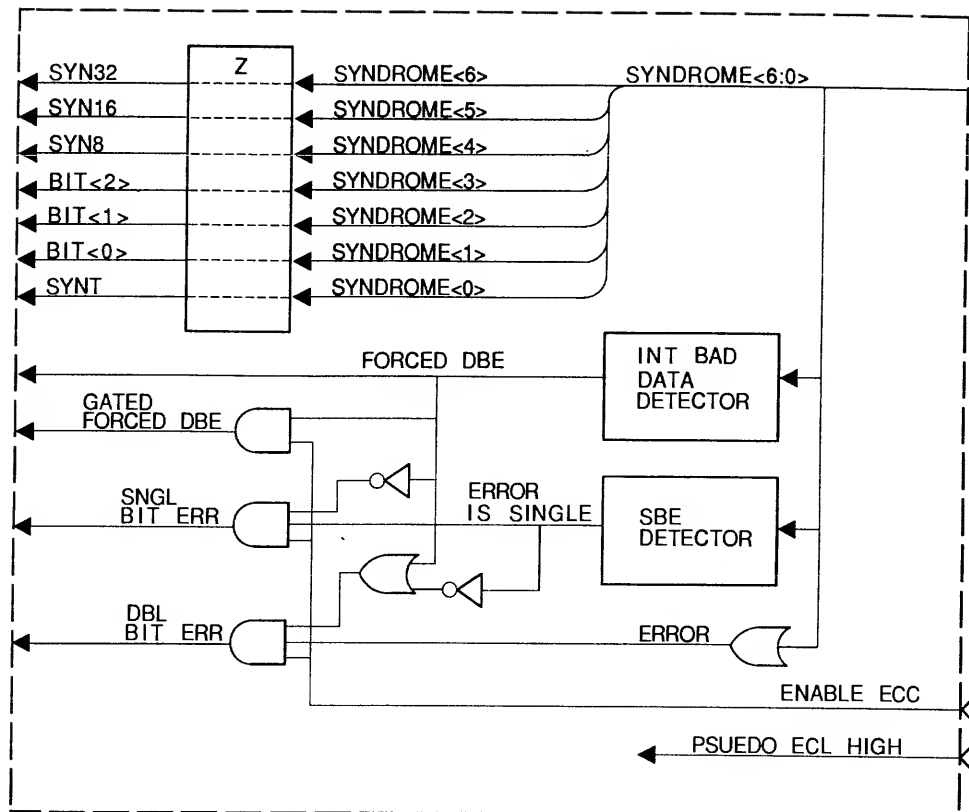 Z
SYN32 SYNDROME<6> SYNDROME<6:0>
SYN16 SYNDROME<5>
SYN8 SYNDROME<4>
BIT<2> SYNDROME<3>
BIT<1> SYNDROME<2>
BIT<0> SYNDROME<1>
SYNT SYNDROME<0>
FORCED DBE
INT BAD
DATA
DETECTOR
GATED
FORCED DBE
SNGL
BIT ERR
ERROR
IS SINGLE
SBE
DETECTOR
DBL
BIT ERR
ERROR
ENABLE ECC
PSUEDO ECL HIGH